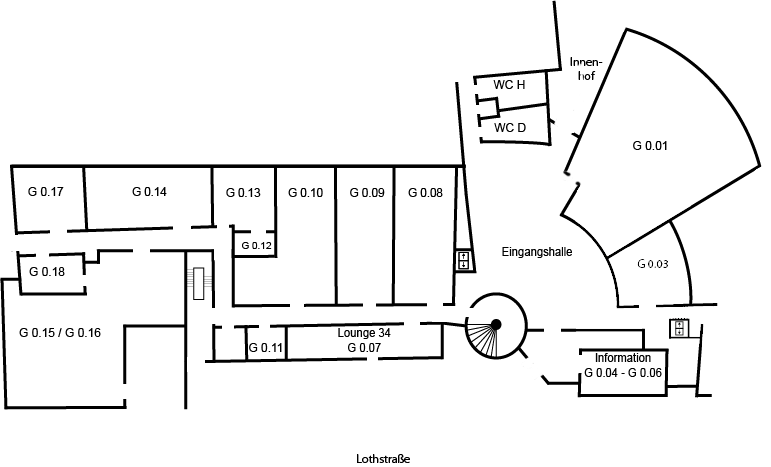 Innen-
hof
WC H
WC D
G 0.01
G 0.17
G 0.14
G 0.13
G 0.10
G 0.09
G 0.08
G 0.12
Eingangshalle
G 0.03
G 0.18
G 0.15 / G 0.16
G 0.11
Lounge 34
G 0.07
Information
G 0.04 - G 0.06
Lothstraße